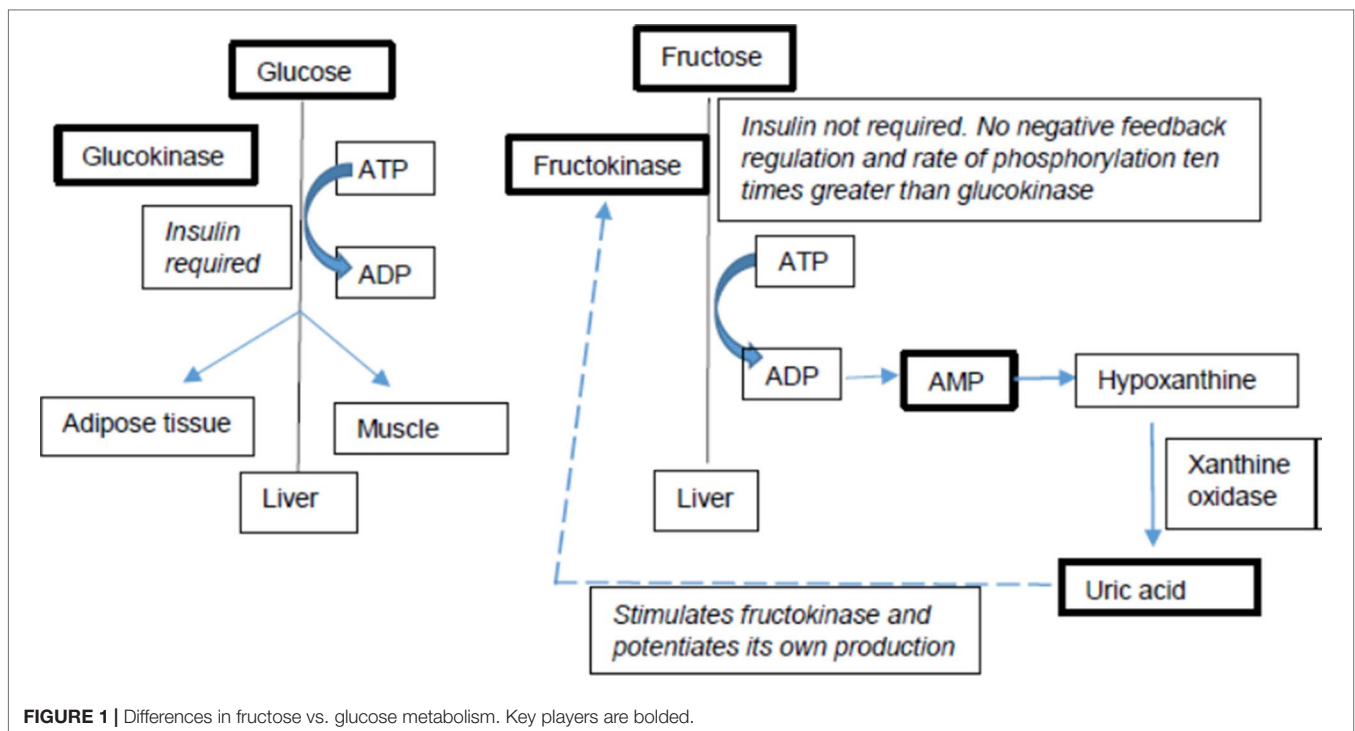 Glucose
Glucokinase
ATP
Insulin
required
ADP
Adipose tissue
Muscle
Liver
Fructose
Fructokinase
Insulin not required. No negative feedback
regulation and rate of phosphorylation ten
times greater than glucokinase
ATP
ADP
AMP
Hypoxanthine
Liver
Xanthine
oxidase
Uric acid
Stimulates fructokinase and
potentiates its own production
FIGURE 1 | Differences in fructose vs. glucose metabolism. Key players are bolded.